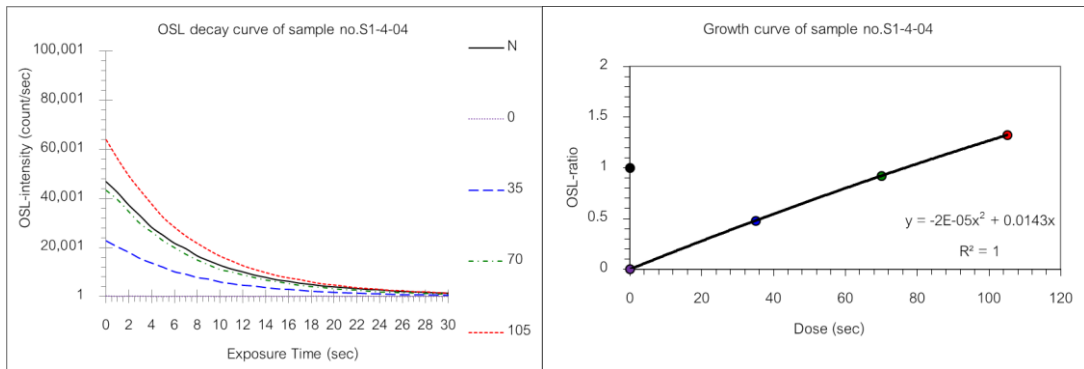 OSL decay curve of sample no.S1-4-04
OSL-intensity (count/sec)
100,001
80,001
60,001
40,001
20,001
1
0 2 4 6 8 10 12 14 16 18 20 22 24 26 28 30
Exposure Time (sec)
N
0
35
70
105
Growth curve of sample no.S1-4-04
OSL-ratio
2
1.5
1
0.5
0
0 20 40 60 80 100 120
Dose (sec)
y = -2E-05x² + 0.0143x
R² = 1